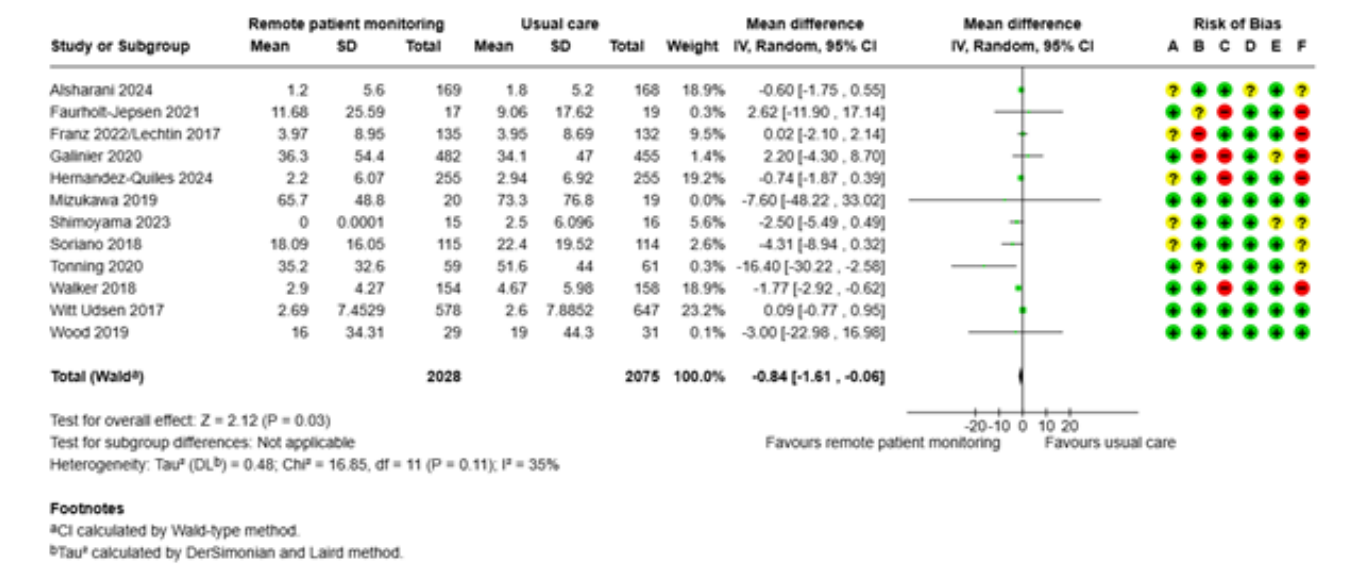 Remote patient monitoring Usual care Mean difference Mean difference Risk of Bias
Study or Subgroup Mean SD Total Mean SD Total Weight IV, Random, 95% CI IV, Random, 95% CI A B C D E F
Alsharani 2024 1.2 5.6 169 1.8 5.2 168 18.9% -0.60 [-1.75 , 0.55] ? + + ? + ?
Faurholt-Jepsen 2021 11.68 25.59 17 9.06 17.62 19 0.3% 2.62 [-11.90 , 17.14] + ? - + + -
Franz 2022/Lechtin 2017 3.97 8.95 135 3.95 8.69 132 9.5% 0.02 [-2.10 , 2.14] ? - - + + -
Galinier 2020 36.3 54.4 482 34.1 47 455 1.4% 2.20 [-4.30 , 8.70] + - - + ? -
Hernandez-Quiles 2024 2.2 6.07 255 2.94 6.92 255 19.2% -0.74 [-1.87 , 0.39] ? + - + + -
Mizukawa 2019 65.7 48.8 20 73.3 76.8 19 0.0% -7.60 [-48.22 , 33.02] + + + + + +
Shimoyama 2023 0 0.0001 15 2.5 6.096 16 5.6% -2.50 [-5.49 , 0.49] ? + + + ? ?
Soriano 2018 18.09 16.05 115 22.4 19.52 114 2.6% -4.31 [-8.94 , 0.32] ? + + + + ?
Tonning 2020 35.2 32.6 59 51.6 44 61 0.3% -16.40 [-30.22 , -2.58] + ? + + + ?
Walker 2018 2.9 4.27 154 4.67 5.98 158 18.9% -1.77 [-2.92 , -0.62] + + - + + -
Witt Udsen 2017 2.69 7.4529 578 2.6 7.8852 647 23.2% 0.09 [-0.77 , 0.95] + + + + + +
Wood 2019 16 34.31 29 19 44.3 31 0.1% -3.00 [-22.98 , 16.98] + + + + + +
Total (Waldᵃ) 2028 2075 100.0% -0.84 [-1.61 , -0.06]
Test for overall effect: Z = 2.12 (P = 0.03)
-20 -10 0 10 20
Test for subgroup differences: Not applicable
Favours remote patient monitoring Favours usual care
Heterogeneity: Tau² (DLᵇ) = 0.48; Chi² = 16.85, df = 11 (P = 0.11); I² = 35%
Footnotes
ᵃCI calculated by Wald-type method.
ᵇTau² calculated by DerSimonian and Laird method.